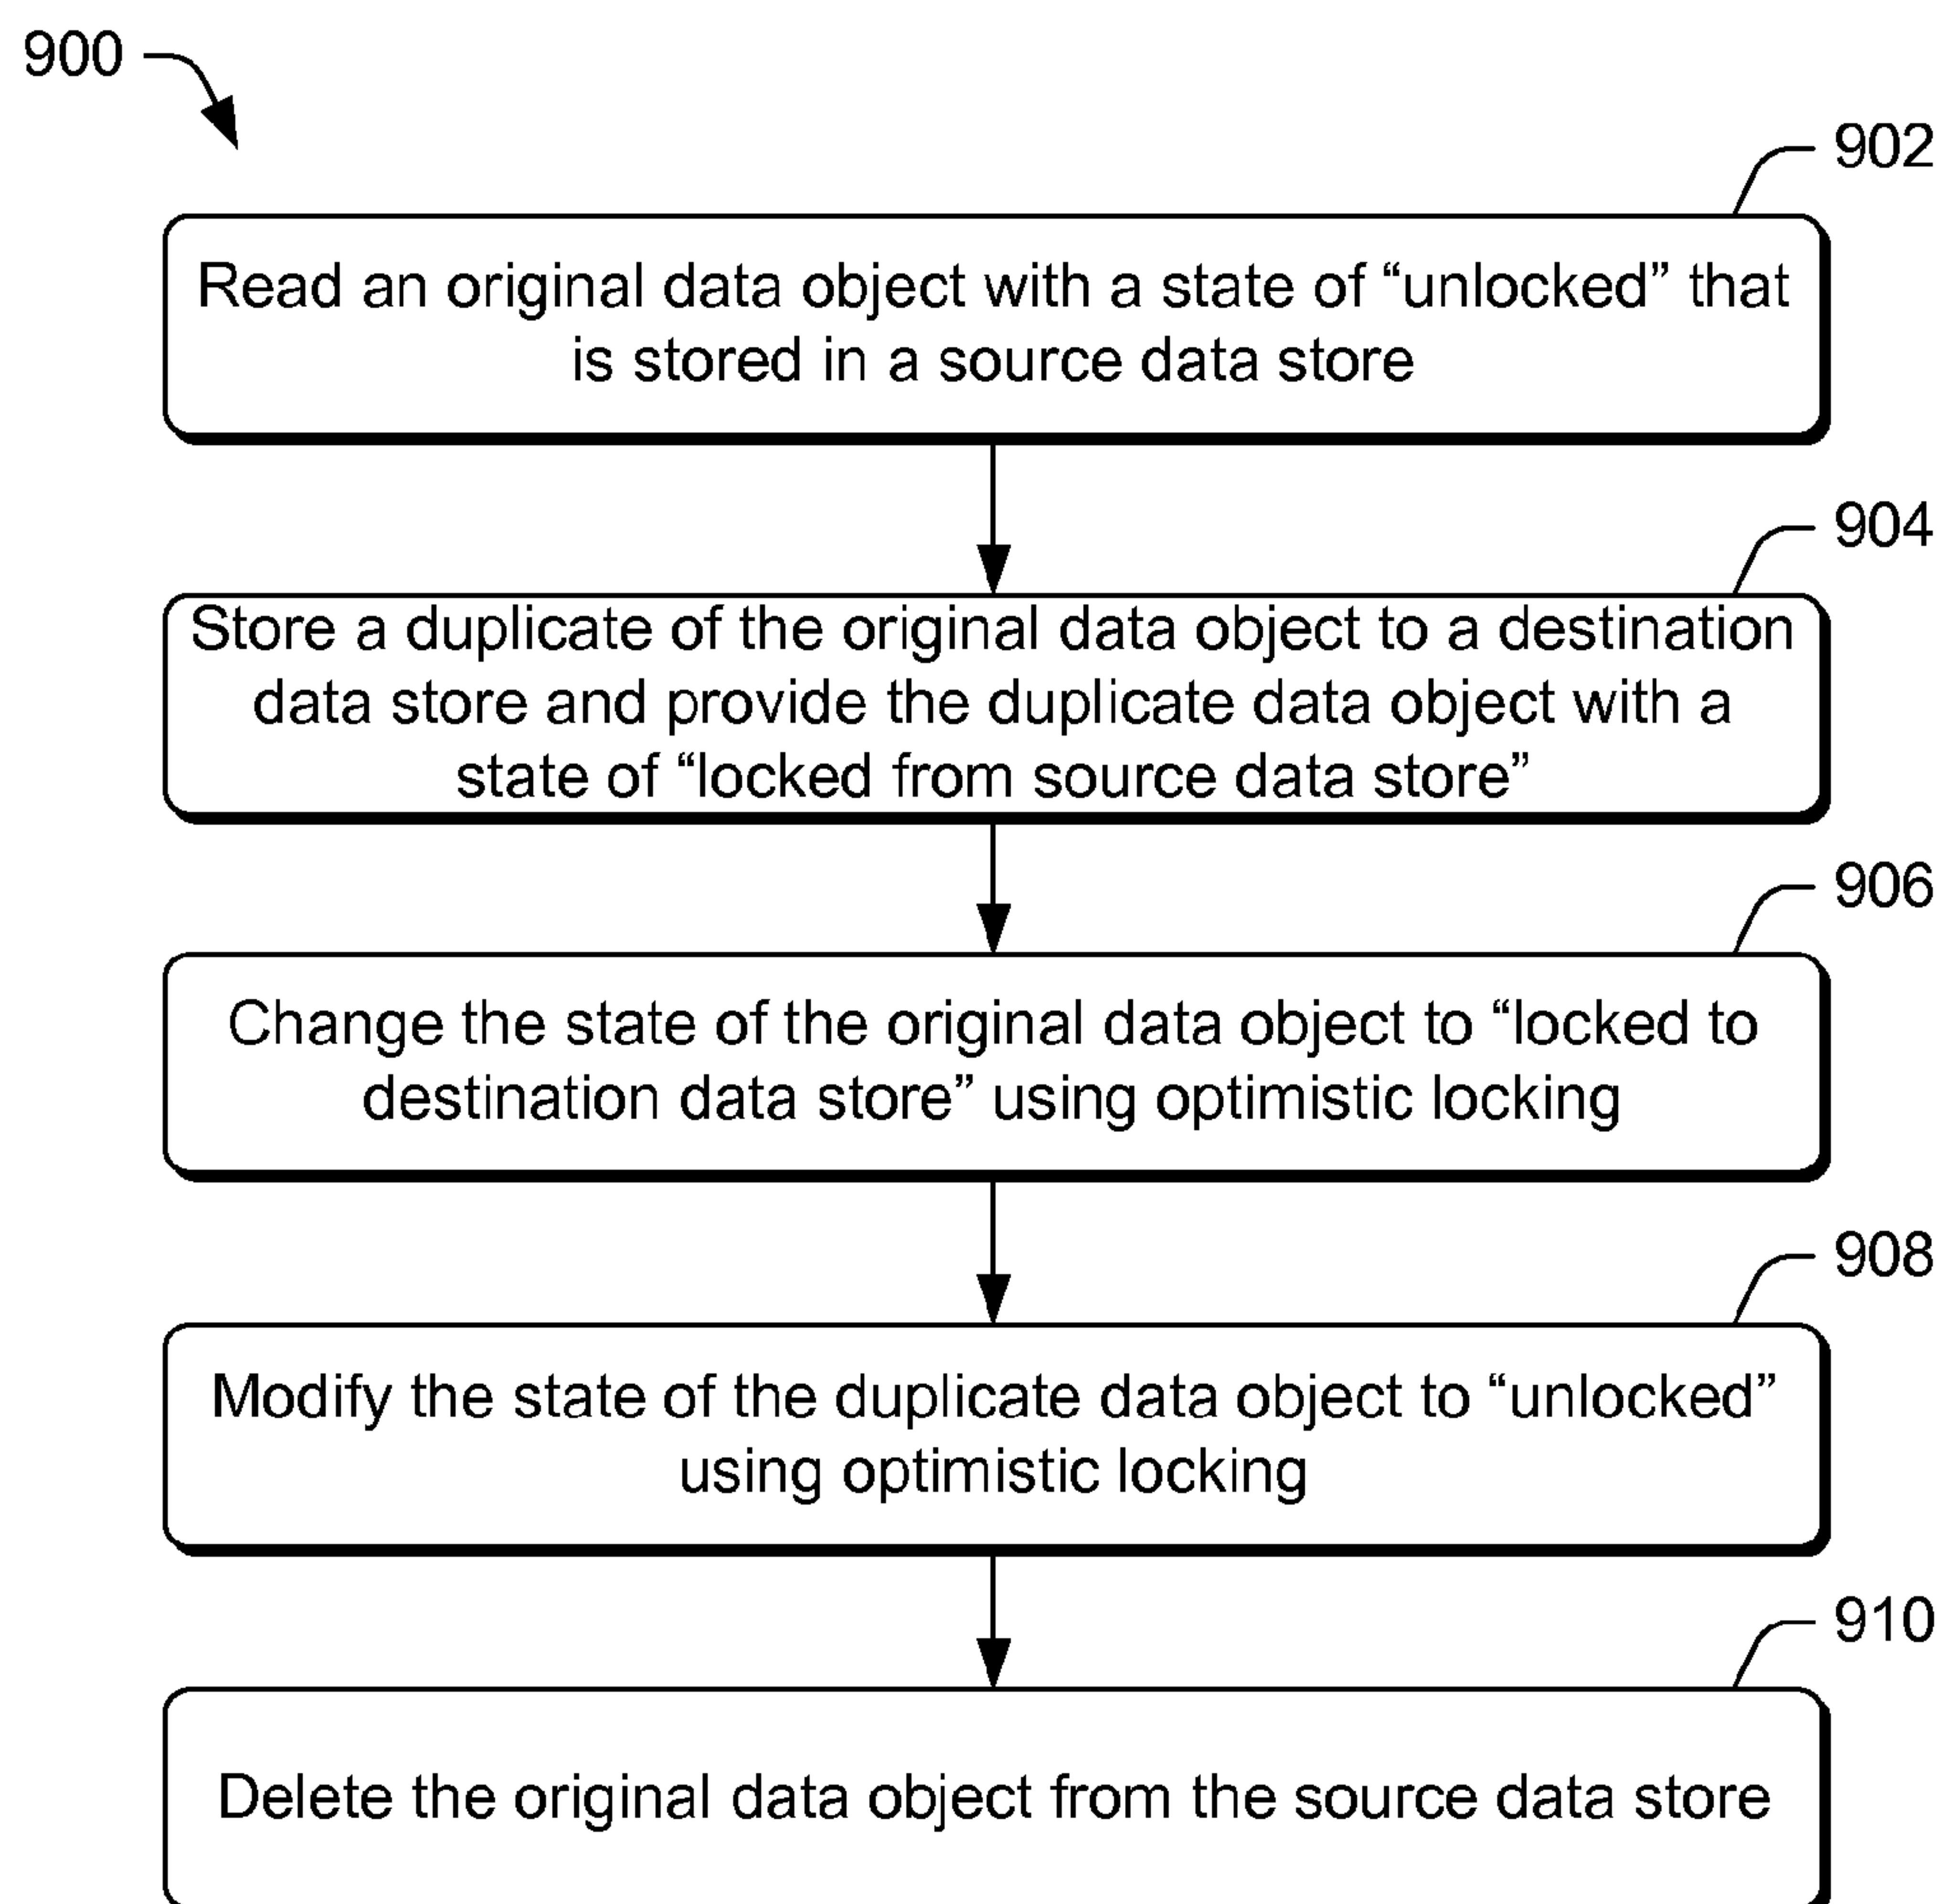 900
902
Read an original data object with a state of “unlocked” that
is stored in a source data store
904
Store a duplicate of the original data object to a destination
data store and provide the duplicate data object with a
state of “locked from source data store”
906
Change the state of the original data object to “locked to
destination data store” using optimistic locking
908
Modify the state of the duplicate data object to “unlocked”
using optimistic locking
910
Delete the original data object from the source data store